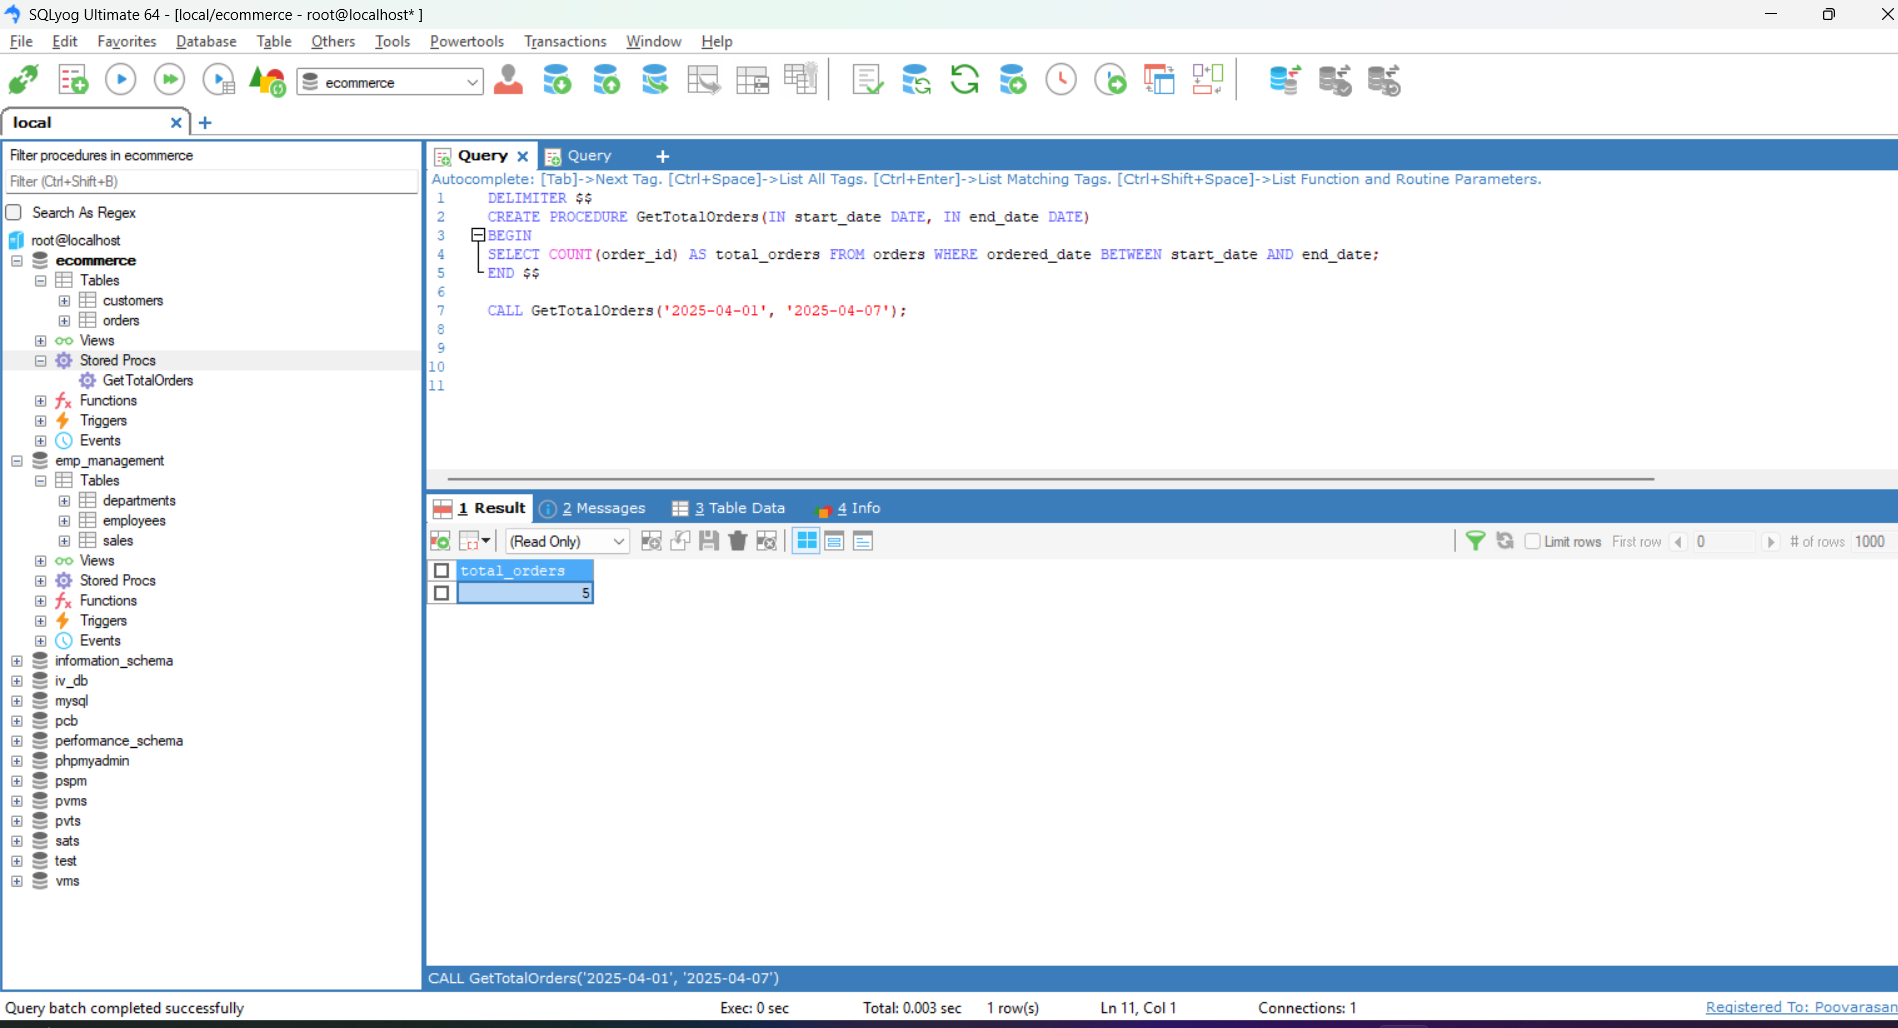 SQLyog Ultimate 64 - [local/ecommerce - root@localhost* ]
File Edit Favorites Database Table Others Tools Powertools Transactions Window Help
ecommerce
local
Filter procedures in ecommerce
Filter (Ctrl+Shift+B)
Search As Regex
root@localhost
ecommerce
Tables
customers
orders
Views
Stored Procs
GetTotalOrders
Functions
Triggers
Events
emp_management
Tables
departments
employees
sales
Views
Stored Procs
Functions
Triggers
Events
information_schema
iv_db
mysql
pcb
performance_schema
phpmyadmin
pspm
pvms
pvts
sats
test
vms
Query Query
Autocomplete: [Tab]->Next Tag. [Ctrl+Space]->List All Tags. [Ctrl+Enter]->List Matching Tags. [Ctrl+Shift+Space]->List Function and Routine Parameters.
1 DELIMITER $$
2 CREATE PROCEDURE GetTotalOrders(IN start_date DATE, IN end_date DATE)
3 BEGIN
4 SELECT COUNT(order_id) AS total_orders FROM orders WHERE ordered_date BETWEEN start_date AND end_date;
5 END $$
6
7 CALL GetTotalOrders('2025-04-01', '2025-04-07');
8
9
10
11
1 Result 2 Messages 3 Table Data 4 Info
(Read Only) Limit rows First row 0 # of rows 1000
total_orders
5
CALL GetTotalOrders('2025-04-01', '2025-04-07')
Query batch completed successfully Exec: 0 sec Total: 0.003 sec 1 row(s) Ln 11, Col 1 Connections: 1 Registered To: Poovarasan